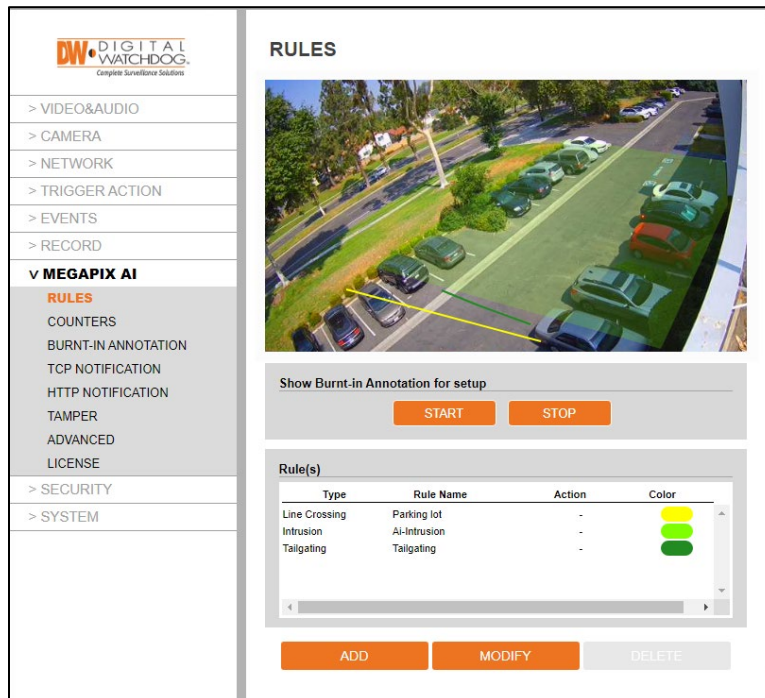 DW DIGITAL
WATCHDOG.
Complete Surveillance Solutions
> VIDEO&AUDIO
> CAMERA
> NETWORK
> TRIGGER ACTION
> EVENTS
> RECORD
v MEGAPIX AI
RULES
COUNTERS
BURNT-IN ANNOTATION
TCP NOTIFICATION
HTTP NOTIFICATION
TAMPER
ADVANCED
LICENSE
> SECURITY
> SYSTEM
RULES
Show Burnt-in Annotation for setup
START STOP
Rule(s)
Type Rule Name Action Color
Line Crossing Parking lot -
Intrusion Ai-Intrusion -
Tailgating Tailgating -
ADD MODIFY DELETE